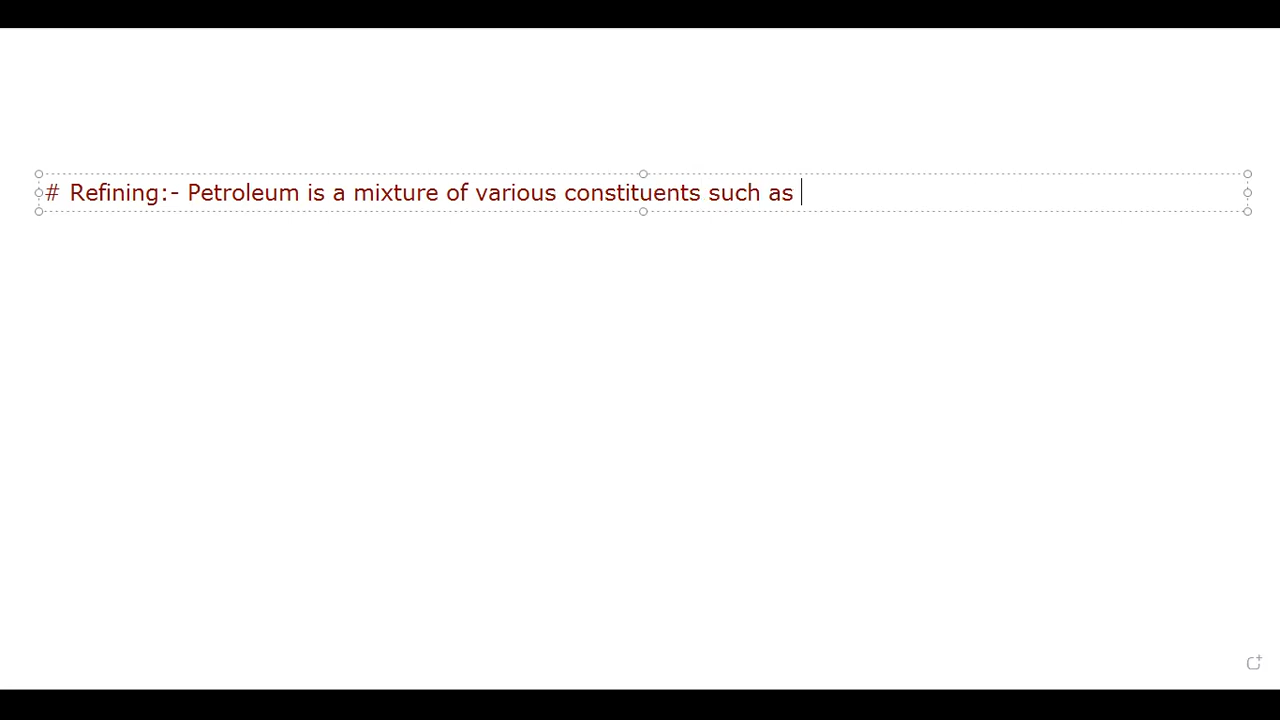 # Refining:- Petroleum is a mixture of various constituents such as